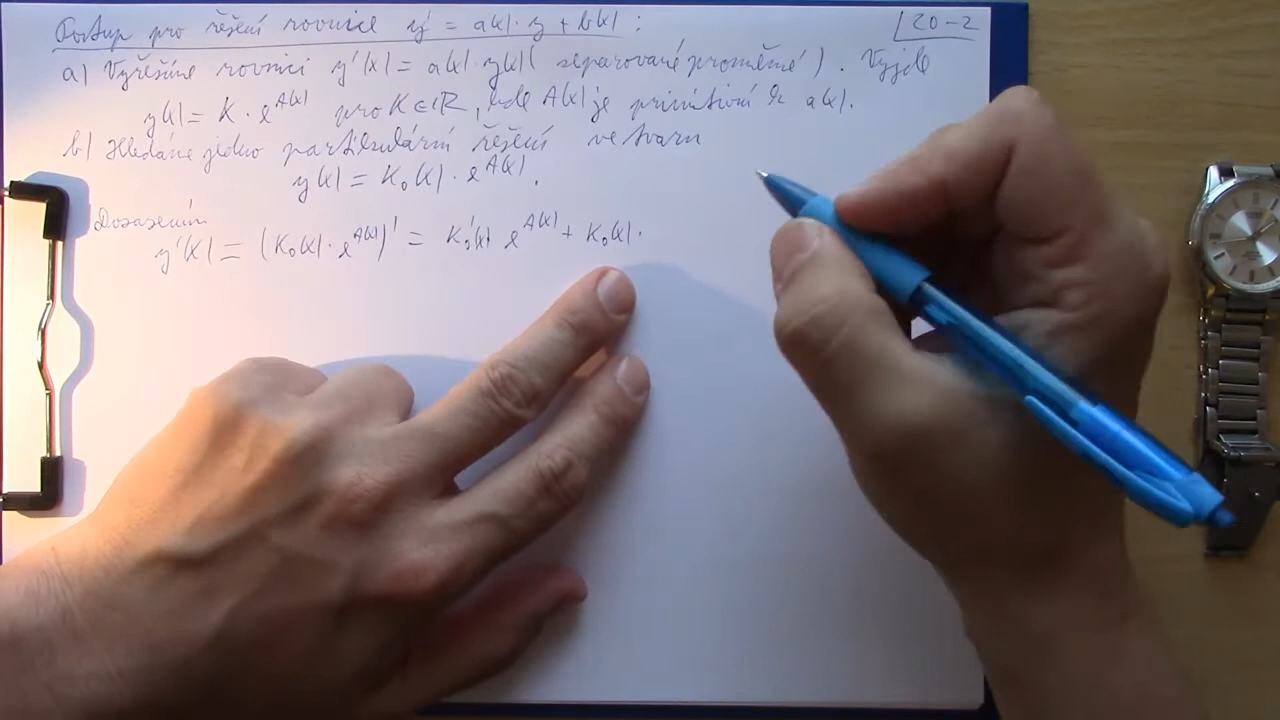 Postup pro řešení rovnice y' = a(x)·y + b(x) :
20-2
a) Vyřešíme rovnici y'(x) = a(x)·y(x) ( separované proměnné ). Vyjde
y(x) = K·e^A(x) pro K∈ℝ, kde A(x) je primitivní k a(x).
b) Hledáme jedno partikulární řešení ve tvaru
y(x) = K₀(x)·e^A(x).
Dosazením
y'(x) = (K₀(x)·e^A(x))' = K₀'(x) e^A(x) + K₀(x)·